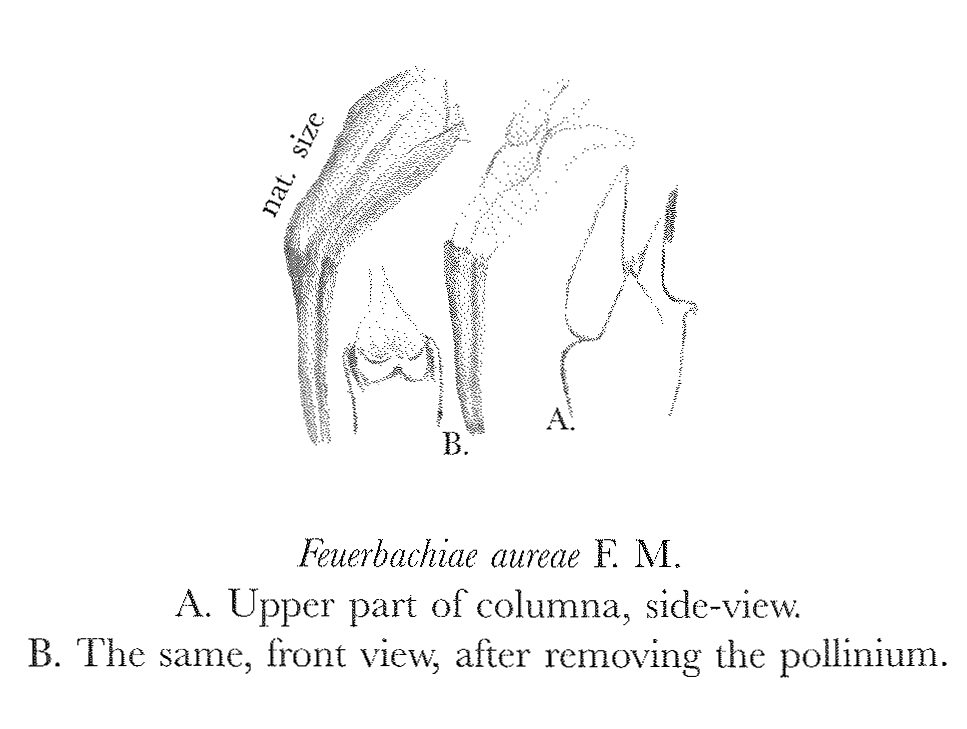 nat. size
A.
B.
Feuerbachiae aureae F. M.
A. Upper part of columna, side-view.
B. The same, front view, after removing the pollinium.